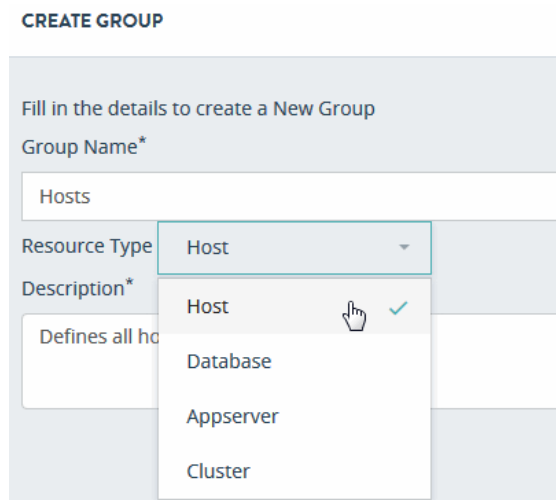 CREATE GROUP
Fill in the details to create a New Group
Group Name*
Hosts
Resource Type Host
Description*
Host
Defines all
Database
Appserver
Cluster